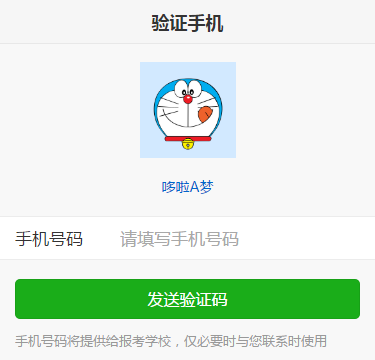 验证手机
哆啦A梦
手机号码 请填写手机号码
发送验证码
手机号码将提供给报考学校，仅必要时与您联系时使用